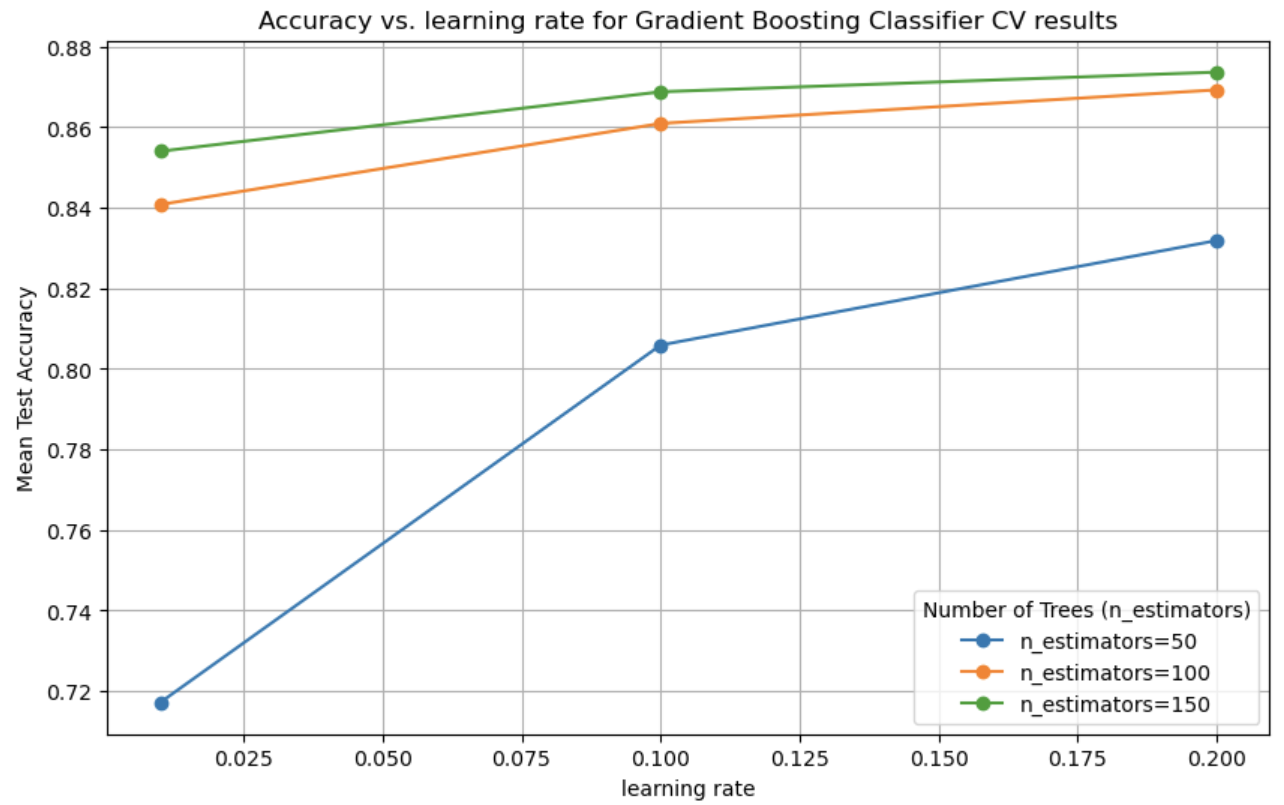 Accuracy vs. learning rate for Gradient Boosting Classifier CV results
Mean Test Accuracy
0.88
0.86
0.84
0.82
0.80
0.78
0.76
0.74
0.72
Number of Trees (n_estimators)
n_estimators=50
n_estimators=100
n_estimators=150
0.025 0.050 0.075 0.100 0.125 0.150 0.175 0.200
learning rate